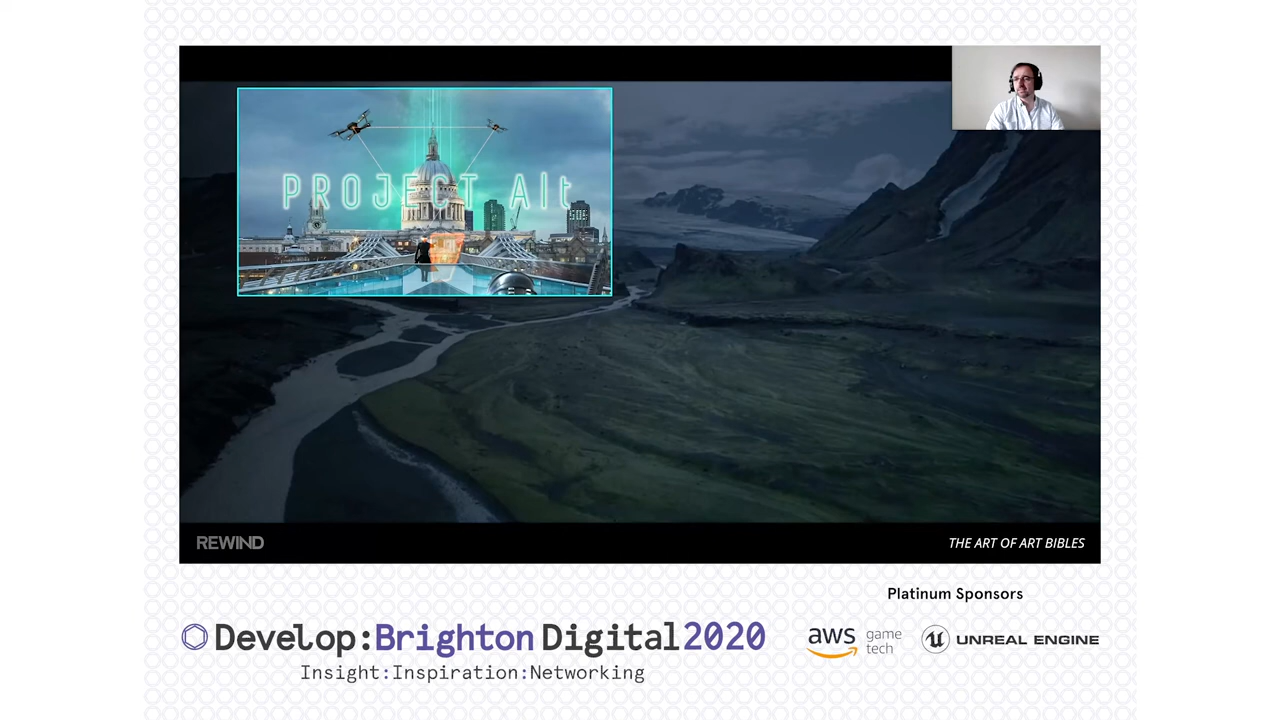 PROJECT Alt
REWIND
THE ART OF ART BIBLES
Platinum Sponsors
Develop:Brighton Digital 2020
Insight:Inspiration:Networking
aws game tech
UNREAL ENGINE